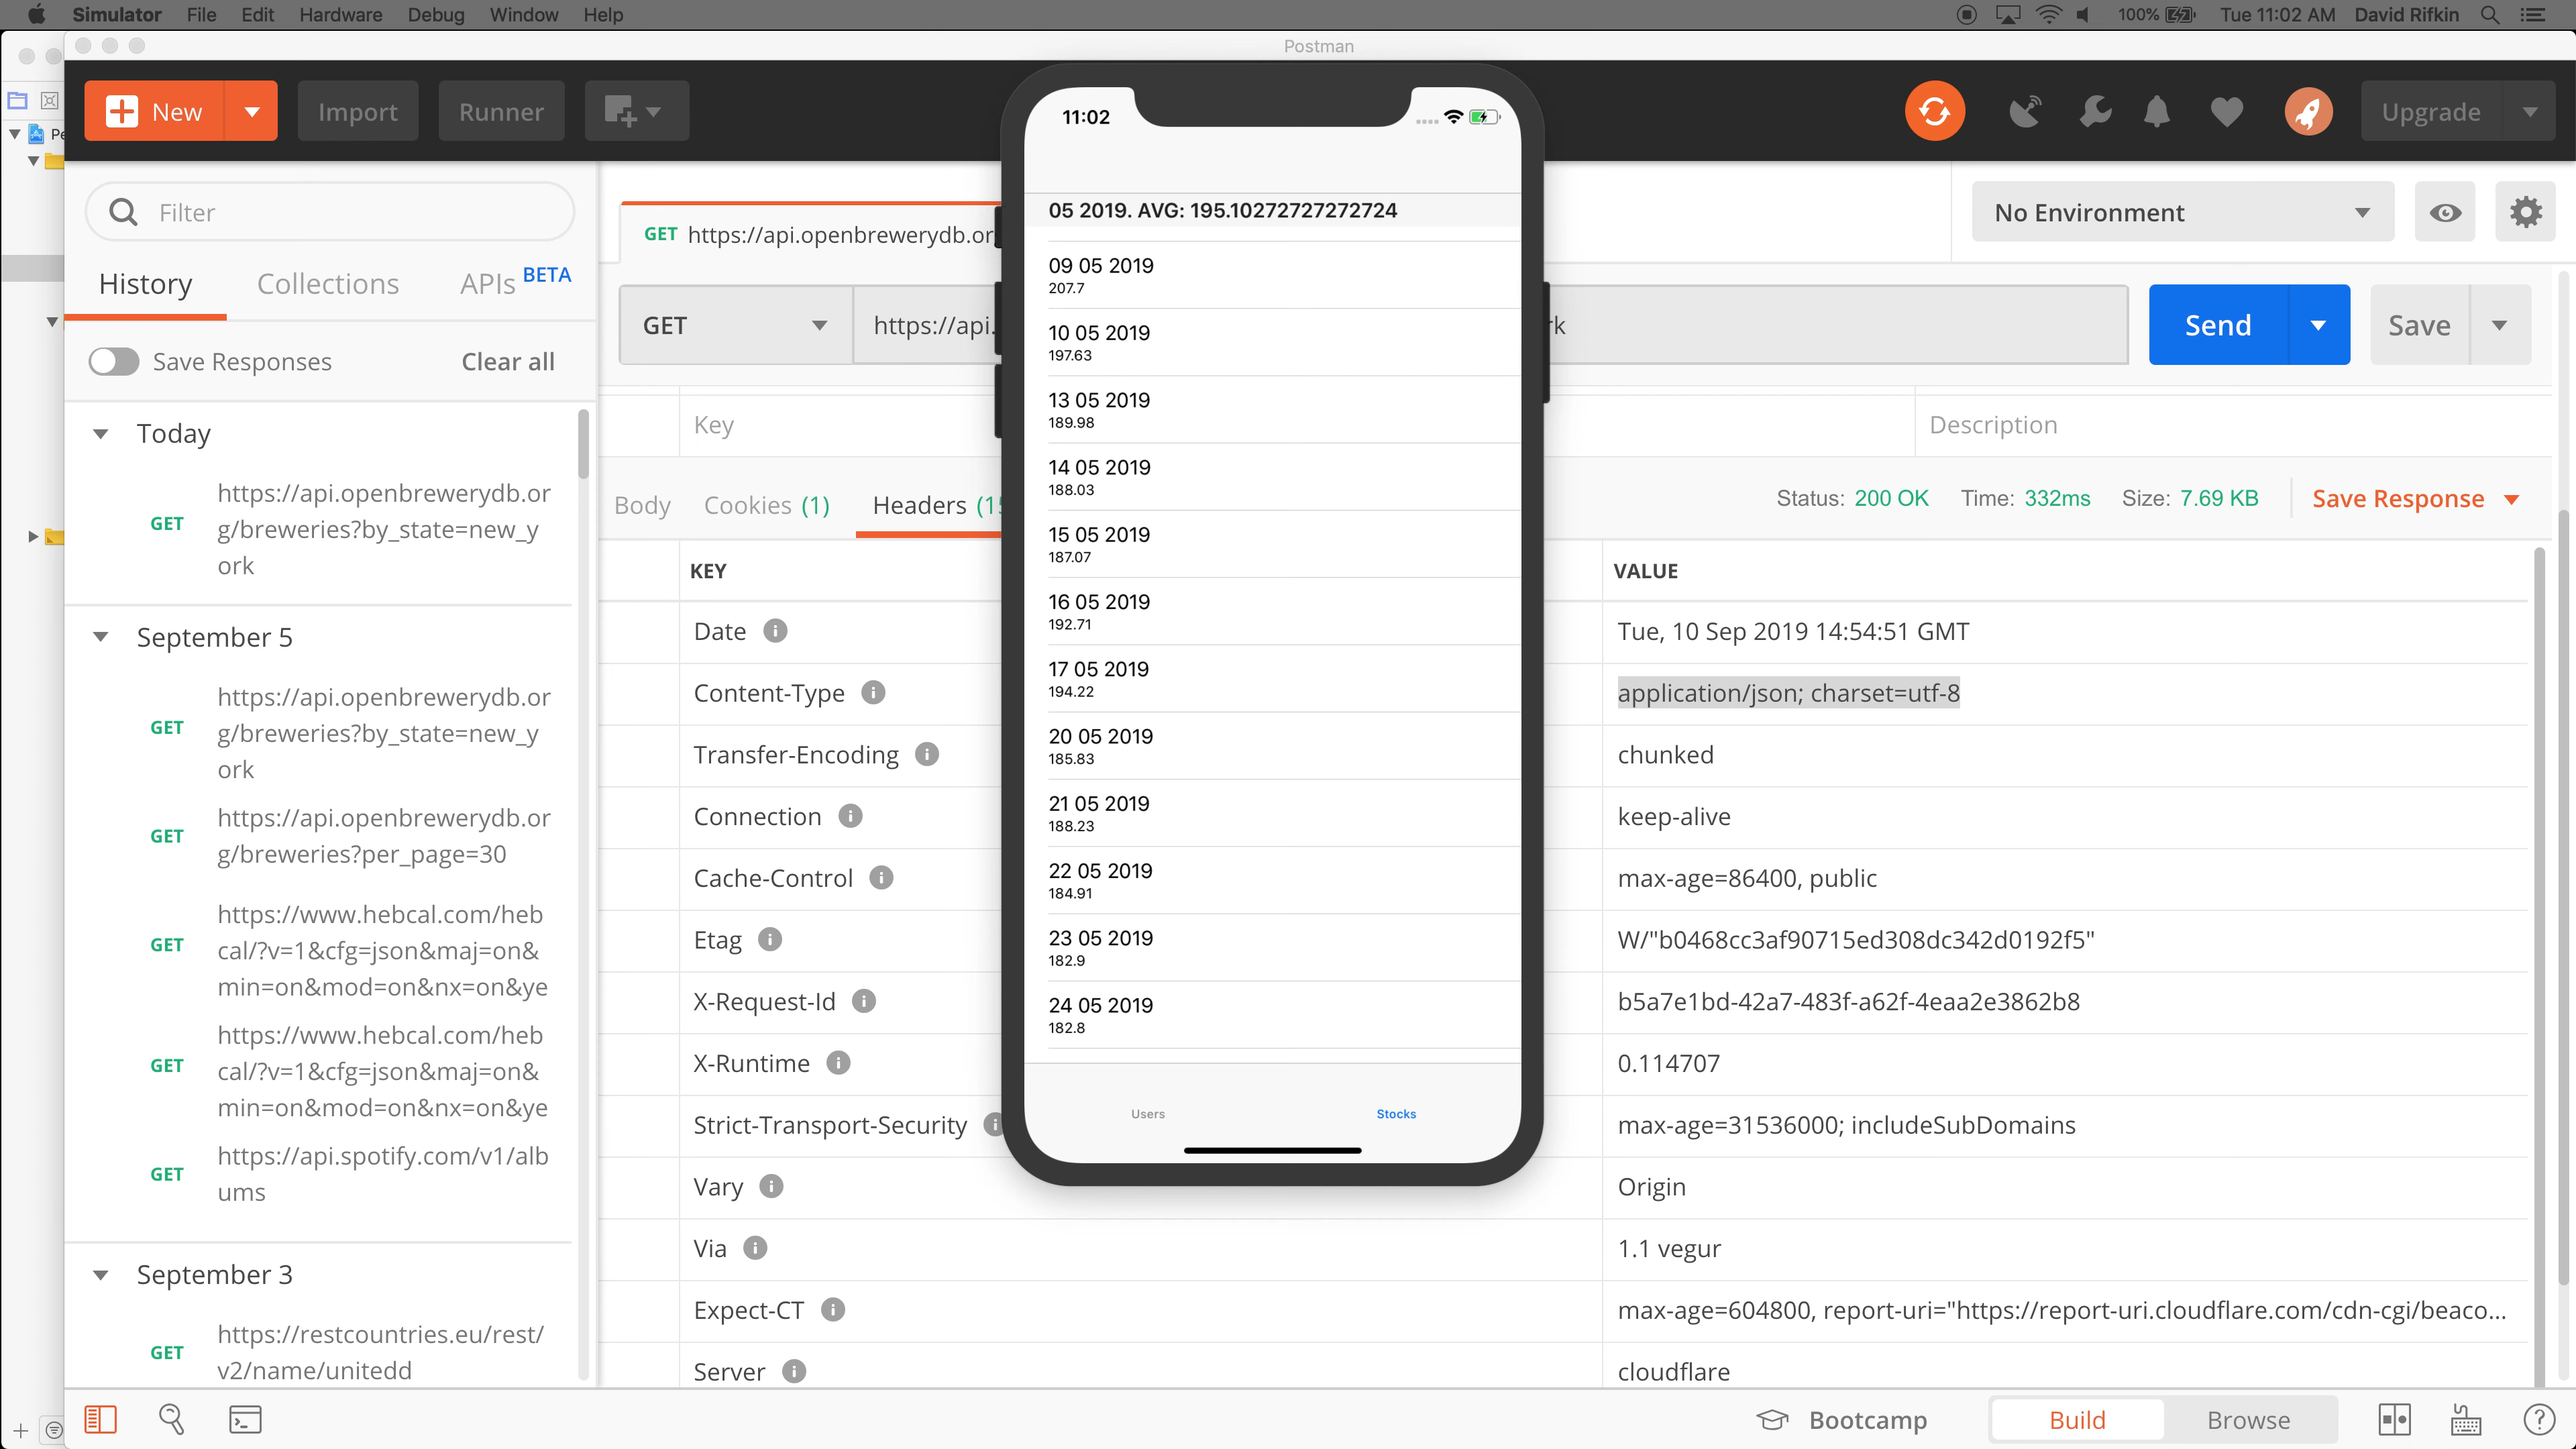 Simulator File Edit Hardware Debug Window Help
100% Tue 11:02 AM David Rifkin
Postman
New Import Runner
Upgrade
Filter
History Collections APIs BETA
Save Responses Clear all
Today
GET https://api.openbrewerydb.or
g/breweries?by_state=new_y
ork
September 5
GET https://api.openbrewerydb.or
g/breweries?by_state=new_y
ork
GET https://api.openbrewerydb.or
g/breweries?per_page=30
GET https://www.hebcal.com/heb
cal/?v=1&cfg=json&maj=on&
min=on&mod=on&nx=on&ye
GET https://www.hebcal.com/heb
cal/?v=1&cfg=json&maj=on&
min=on&mod=on&nx=on&ye
GET https://api.spotify.com/v1/alb
ums
September 3
GET https://restcountries.eu/rest/
v2/name/unitedd
GET https://api.openbrewerydb.or
No Environment
GET https://api. rk
Send Save
Key Description
Body Cookies (1) Headers (15
Status: 200 OK Time: 332ms Size: 7.69 KB Save Response
KEY VALUE
Date Tue, 10 Sep 2019 14:54:51 GMT
Content-Type application/json; charset=utf-8
Transfer-Encoding chunked
Connection keep-alive
Cache-Control max-age=86400, public
Etag W/"b0468cc3af90715ed308dc342d0192f5"
X-Request-Id b5a7e1bd-42a7-483f-a62f-4eaa2e3862b8
X-Runtime 0.114707
Strict-Transport-Security max-age=31536000; includeSubDomains
Vary Origin
Via 1.1 vegur
Expect-CT max-age=604800, report-uri="https://report-uri.cloudflare.com/cdn-cgi/beaco...
Server cloudflare
11:02
05 2019. AVG: 195.10272727272724
09 05 2019
207.7
10 05 2019
197.63
13 05 2019
189.98
14 05 2019
188.03
15 05 2019
187.07
16 05 2019
192.71
17 05 2019
194.22
20 05 2019
185.83
21 05 2019
188.23
22 05 2019
184.91
23 05 2019
182.9
24 05 2019
182.8
Users Stocks
Bootcamp Build Browse